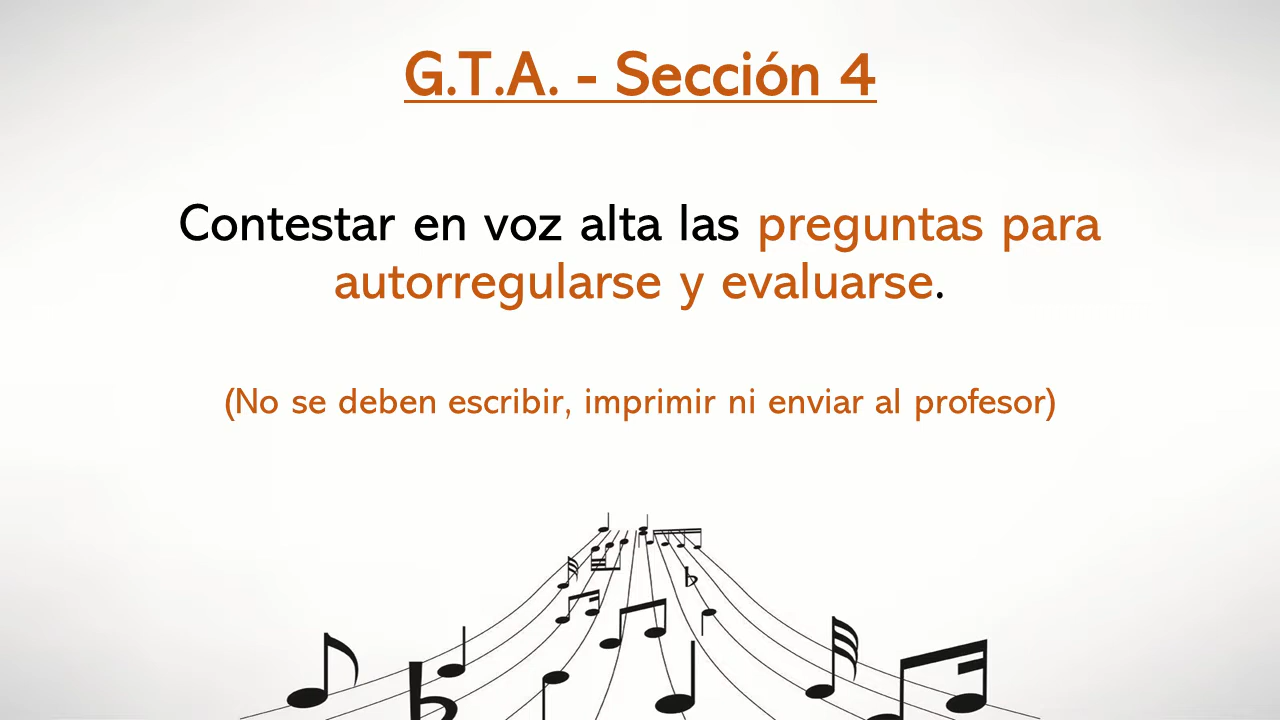 G.T.A. - Sección 4
Contestar en voz alta las preguntas para
autorregularse y evaluarse.
(No se deben escribir, imprimir ni enviar al profesor)